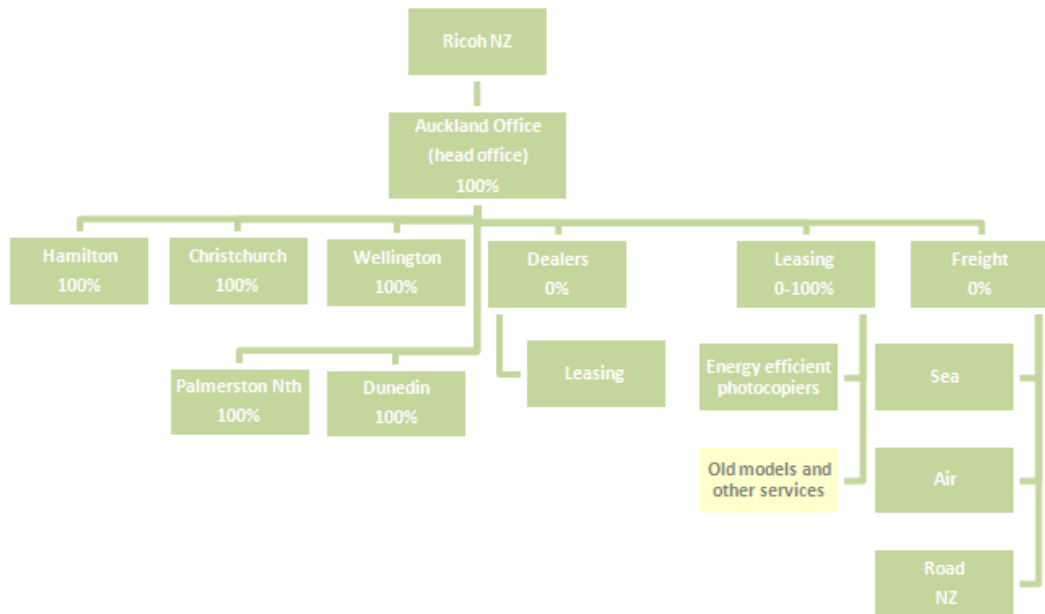 Ricoh NZ
Auckland Office
(head office)
100%
Hamilton
100%
Christchurch
100%
Wellington
100%
Dealers
0%
Leasing
0-100%
Freight
0%
Palmerston Nth
100%
Dunedin
100%
Leasing
Energy efficient
photocopiers
Sea
Old models and
other services
Air
Road
NZ